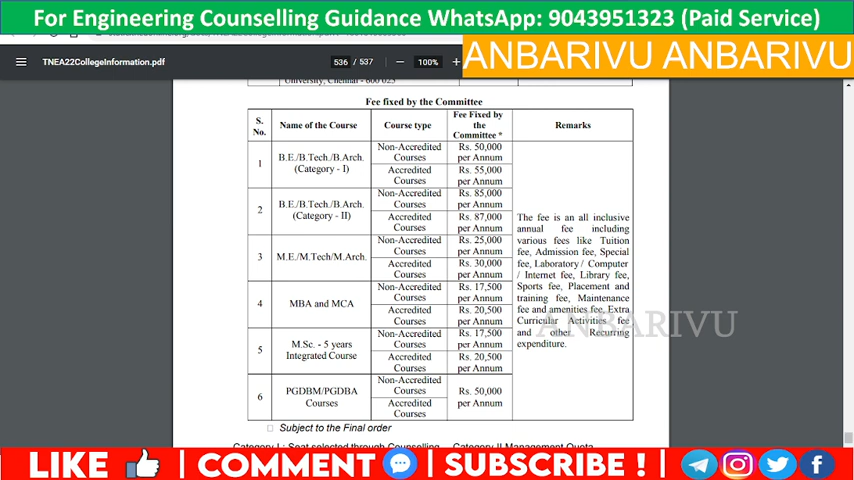 For Engineering Counselling Guidance WhatsApp: 9043951323 (Paid Service)
TNEA22CollegeInformation.pdf
536 / 537
100%
ANBARIVU ANBARIVU
University, Chennai - 600 025
Fee fixed by the Committee
S. No. Name of the Course Course type Fee Fixed by the Committee * Remarks
1 B.E./B.Tech./B.Arch. (Category - I) Non-Accredited Courses Rs. 50,000 per Annum
Accredited Courses Rs. 55,000 per Annum
2 B.E./B.Tech./B.Arch. (Category - II) Non-Accredited Courses Rs. 85,000 per Annum
Accredited Courses Rs. 87,000 per Annum
3 M.E./M.Tech/M.Arch. Non-Accredited Courses Rs. 25,000 per Annum
Accredited Courses Rs. 30,000 per Annum
4 MBA and MCA Non-Accredited Courses Rs. 17,500 per Annum
Accredited Courses Rs. 20,500 per Annum
5 M.Sc. - 5 years Integrated Course Non-Accredited Courses Rs. 17,500 per Annum
Accredited Courses Rs. 20,500 per Annum
6 PGDBM/PGDBA Courses Non-Accredited Courses Rs. 50,000 per Annum
Accredited Courses
The fee is an all inclusive
annual fee including
various fees like Tuition
fee, Admission fee, Special
fee, Laboratory / Computer
/ Internet fee, Library fee,
Sports fee, Placement and
training fee, Maintenance
fee and amenities fee, Extra
Curricular Activities fee
and other Recurring
expenditure.
ANBARIVU
Subject to the Final order
Category I : Seat selected through Counselling Category II Management Quota
LIKE | COMMENT | SUBSCRIBE ! |